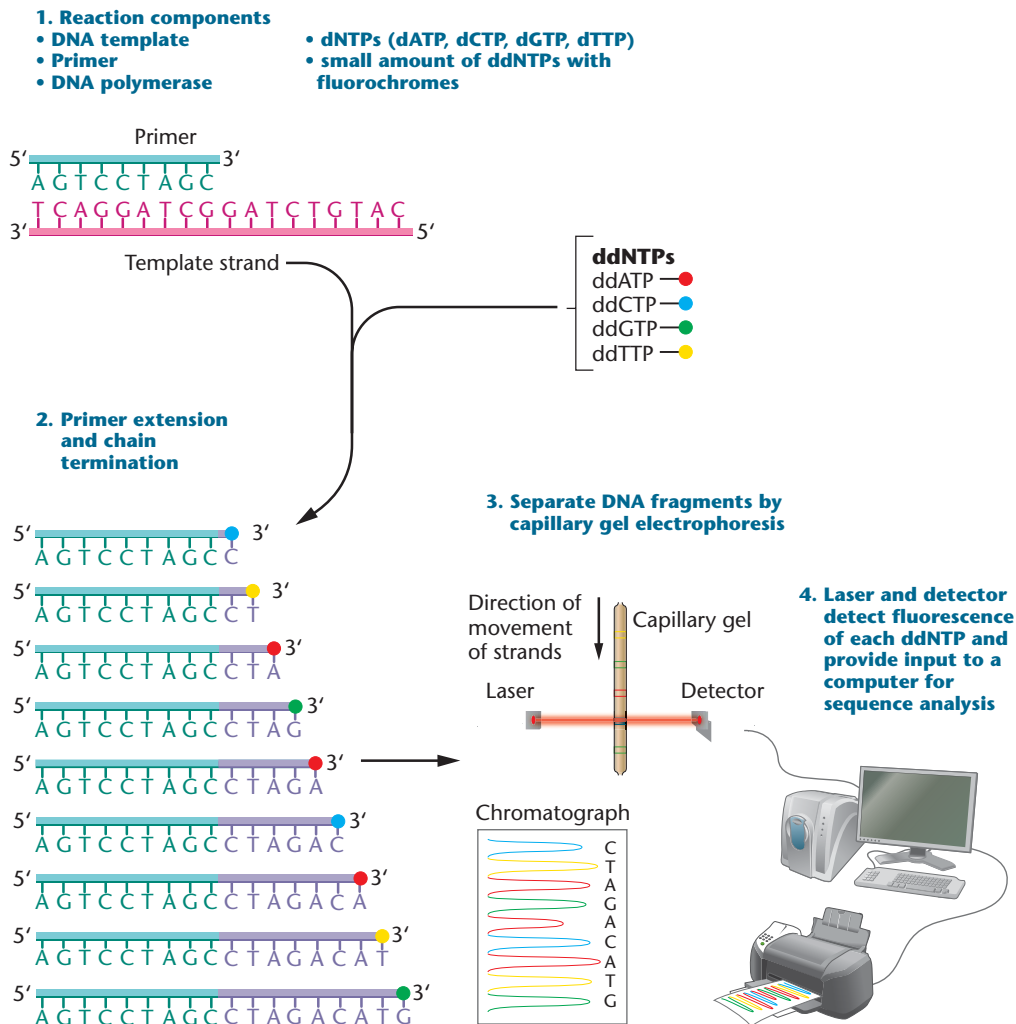 1. Reaction components
• DNA template
• Primer
• DNA polymerase
• dNTPs (dATP, dCTP, dGTP, dTTP)
• small amount of ddNTPs with
fluorochromes
Primer
5′ 3′
A G T C C T A G C
T C A G G A T C G G A T C T G T A C
3′ 5′
Template strand
ddNTPs
ddATP
ddCTP
ddGTP
ddTTP
2. Primer extension
and chain
termination
5′ 3′
A G T C C T A G C C
5′ 3′
A G T C C T A G C C T
5′ 3′
A G T C C T A G C C T A
5′ 3′
A G T C C T A G C C T A G
5′ 3′
A G T C C T A G C C T A G A
5′ 3′
A G T C C T A G C C T A G A C
5′ 3′
A G T C C T A G C C T A G A C A
5′ 3′
A G T C C T A G C C T A G A C A T
5′ 3′
A G T C C T A G C C T A G A C A T G
3. Separate DNA fragments by
capillary gel electrophoresis
Direction of
movement
of strands
Capillary gel
Laser
Detector
Chromatograph
C
T
A
G
A
C
A
T
G
4. Laser and detector
detect fluorescence
of each ddNTP and
provide input to a
computer for
sequence analysis